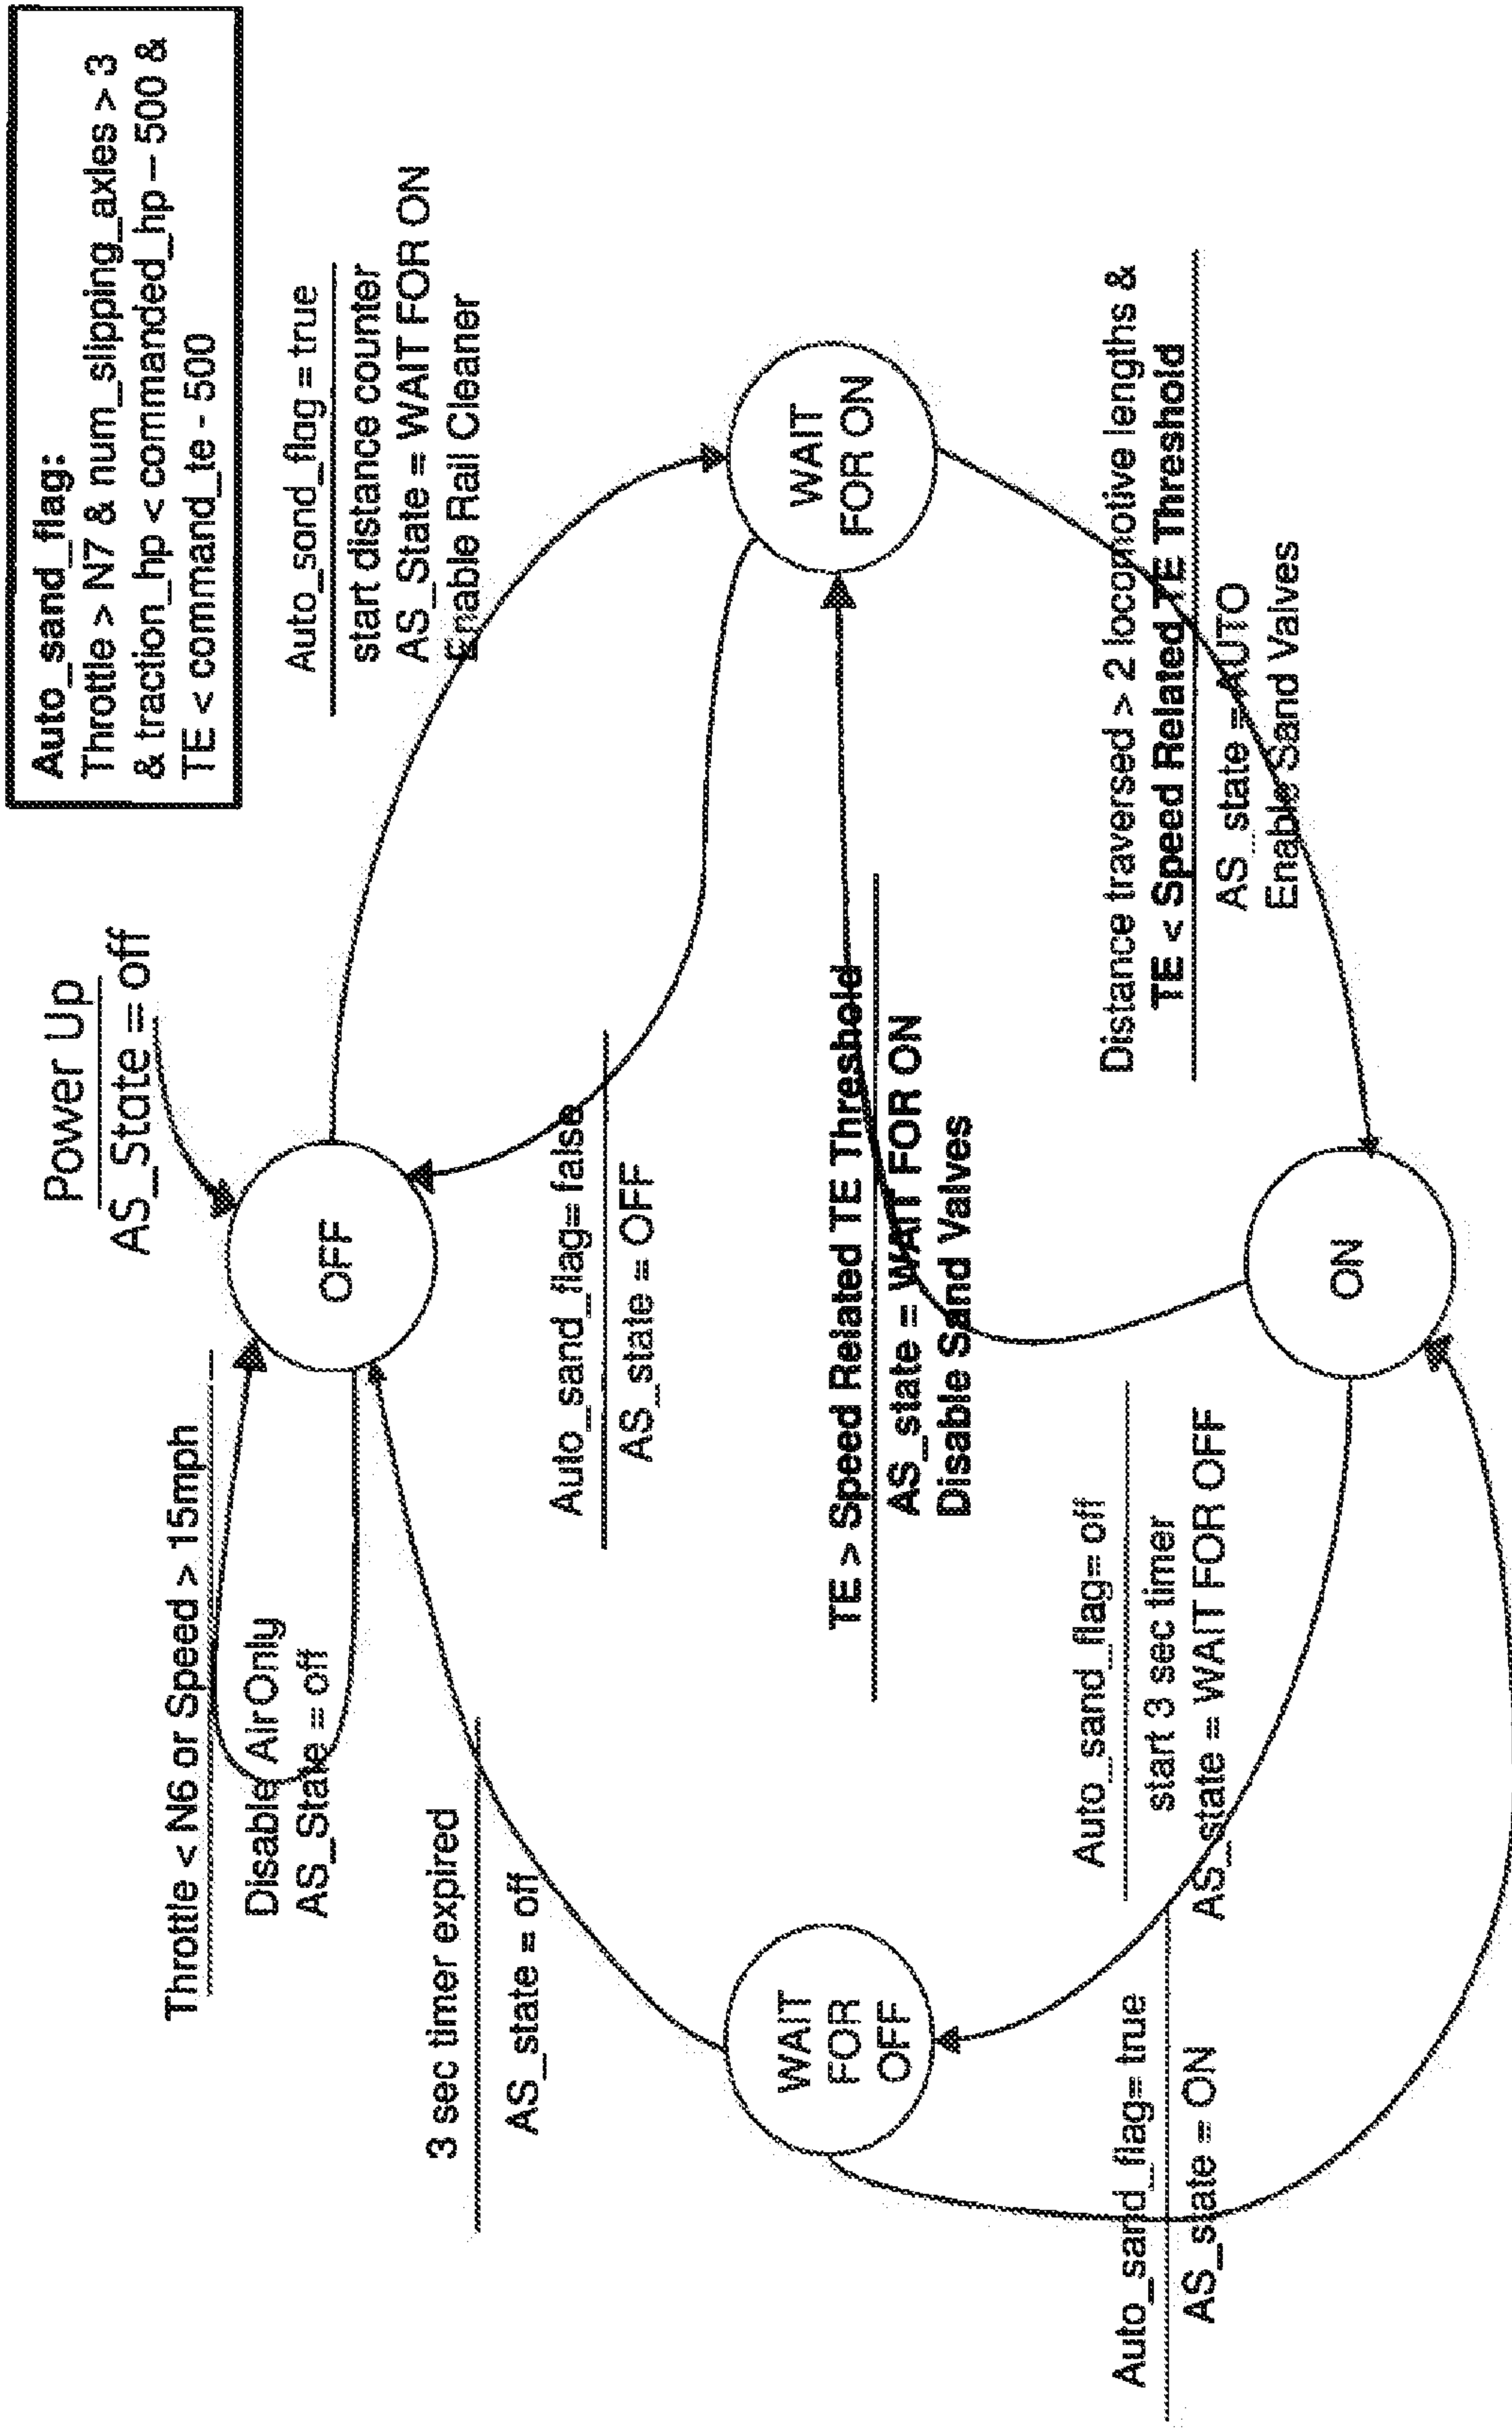 Auto_sand_flag:
Throttle > N7 & num_slipping_axles > 3
& traction_hp < commanded_hp – 500 &
TE < command_te - 500
Power Up
AS_State = off
Throttle < N6 or Speed > 15mph
Disable AirOnly
AS_State = off
OFF
Auto_sand_flag = true
start distance counter
AS_State = WAIT FOR ON
Enable Rail Cleaner
3 sec timer expired
AS_state = off
Auto_sand_flag= false
AS_state = OFF
WAIT
FOR
OFF
WAIT
FOR ON
TE > Speed Related TE Threshold
AS_state = WAIT FOR ON
Disable Sand Valves
Auto_sand_flag= off
start 3 sec timer
AS_state = WAIT FOR OFF
Distance traversed > 2 locomotive lengths &
TE < Speed Related TE Threshold
AS_state = AUTO
Enable Sand Valves
Auto_sand_flag= true
AS_state = ON
ON